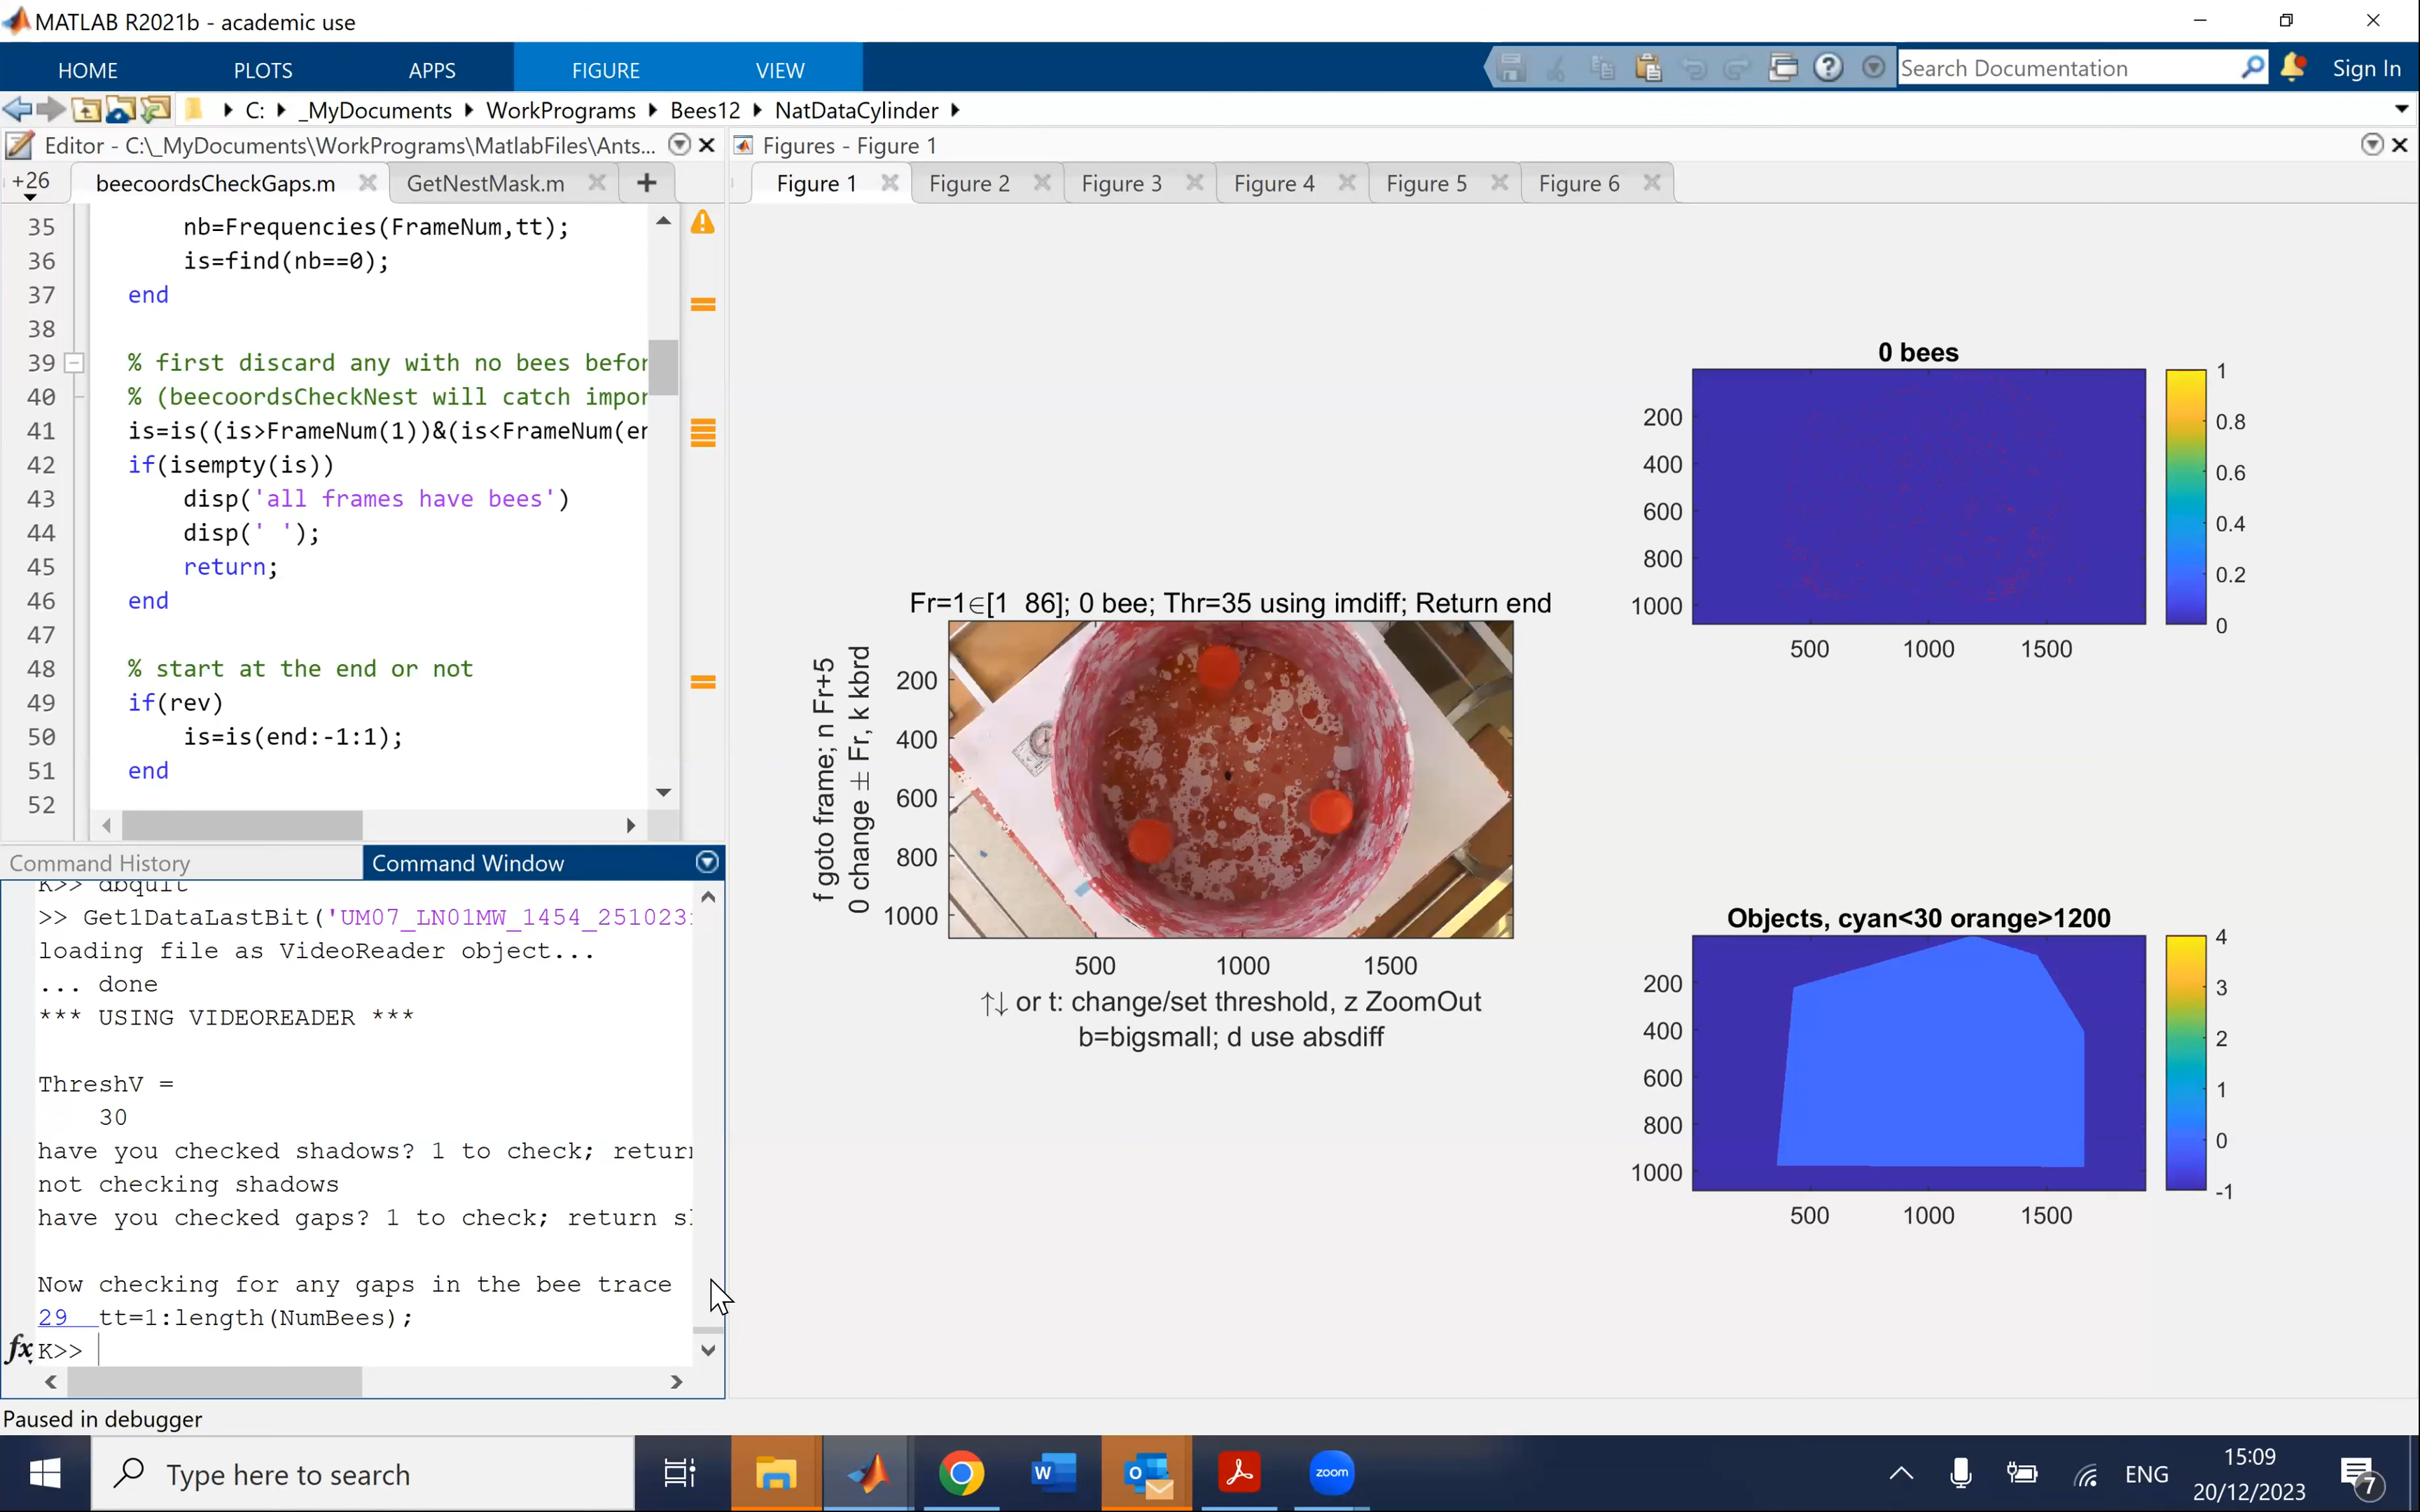 MATLAB R2021b - academic use
HOME PLOTS APPS FIGURE VIEW Search Documentation Sign In
C: _MyDocuments WorkPrograms Bees12 NatDataCylinder
Editor - C:\_MyDocuments\WorkPrograms\MatlabFiles\Ants...
+26 beecoordsCheckGaps.m GetNestMask.m +
35 nb=Frequencies(FrameNum,tt);
36 is=find(nb==0);
37 end
38
39 % first discard any with no bees befor
40 % (beecoordsCheckNest will catch impor
41 is=is((is>FrameNum(1))&(is<FrameNum(er
42 if(isempty(is))
43 disp('all frames have bees')
44 disp(' ');
45 return;
46 end
47
48 % start at the end or not
49 if(rev)
50 is=is(end:-1:1);
51 end
52
Command History Command Window
K>> dbquit
>> Get1DataLastBit('UM07_LN01MW_1454_251023
loading file as VideoReader object...
... done
*** USING VIDEOREADER ***
ThreshV =
30
have you checked shadows? 1 to check; return
not checking shadows
have you checked gaps? 1 to check; return s
Now checking for any gaps in the bee trace
29 tt=1:length(NumBees);
fx K>>
Paused in debugger
Figures - Figure 1
Figure 1 Figure 2 Figure 3 Figure 4 Figure 5 Figure 6
Fr=1∈[1 86]; 0 bee; Thr=35 using imdiff; Return end
f goto frame; n Fr+5
0 change ± Fr, k kbrd
200
400
600
800
1000
500 1000 1500
↑↓ or t: change/set threshold, z ZoomOut
b=bigsmall; d use absdiff
0 bees
200
400
600
800
1000
500 1000 1500
1
0.8
0.6
0.4
0.2
0
Objects, cyan<30 orange>1200
200
400
600
800
1000
500 1000 1500
4
3
2
1
0
-1
Type here to search
zoom
ENG
15:09
20/12/2023
7